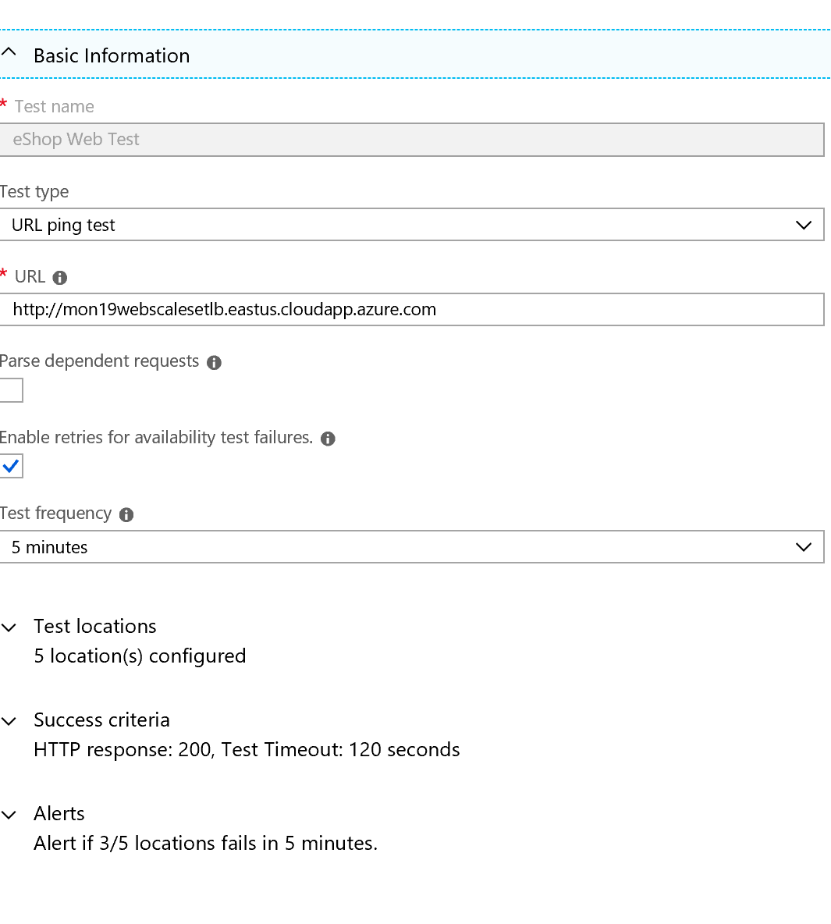 Basic Information
* Test name
eShop Web Test
Test type
URL ping test
* URL
http://mon19webscalesetlb.eastus.cloudapp.azure.com
Parse dependent requests
Enable retries for availability test failures.
Test frequency
5 minutes
Test locations
5 location(s) configured
Success criteria
HTTP response: 200, Test Timeout: 120 seconds
Alerts
Alert if 3/5 locations fails in 5 minutes.